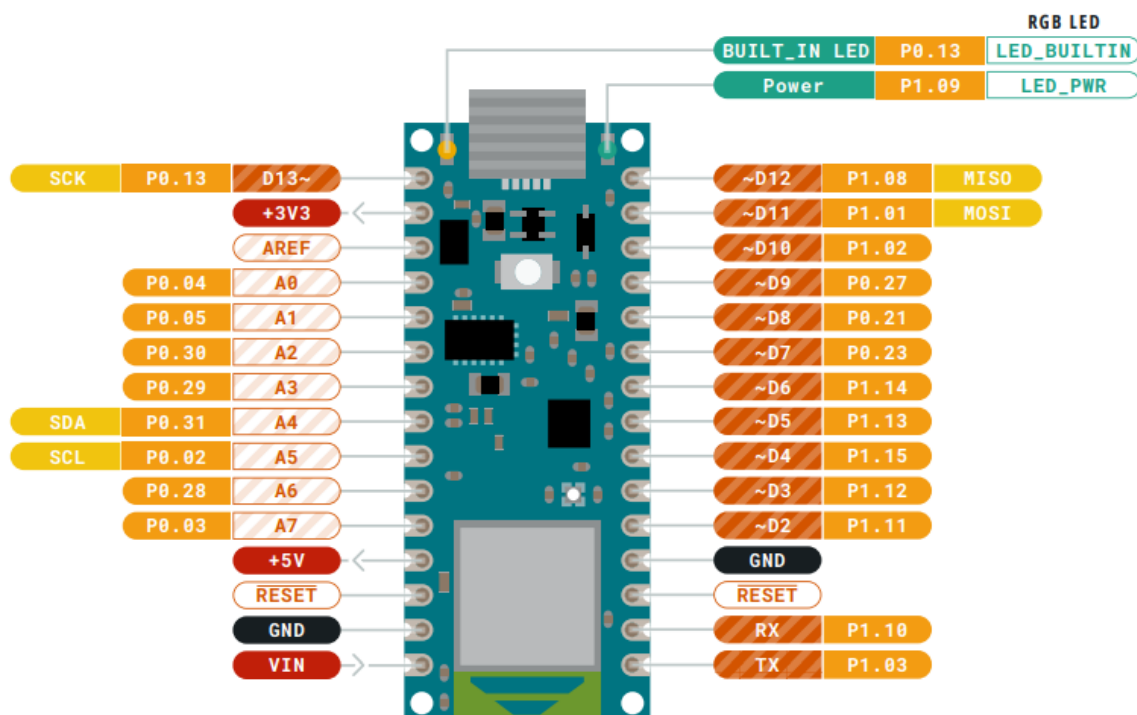 RGB LED
BUILT_IN LED P0.13 LED_BUILTIN
Power P1.09 LED_PWR
SCK P0.13 D13~ ~D12 P1.08 MISO
+3V3 ~D11 P1.01 MOSI
AREF ~D10 P1.02
P0.04 A0 ~D9 P0.27
P0.05 A1 ~D8 P0.21
P0.30 A2 ~D7 P0.23
P0.29 A3 ~D6 P1.14
SDA P0.31 A4 ~D5 P1.13
SCL P0.02 A5 ~D4 P1.15
P0.28 A6 ~D3 P1.12
P0.03 A7 ~D2 P1.11
+5V GND
RESET RESET
GND RX P1.10
VIN TX P1.03